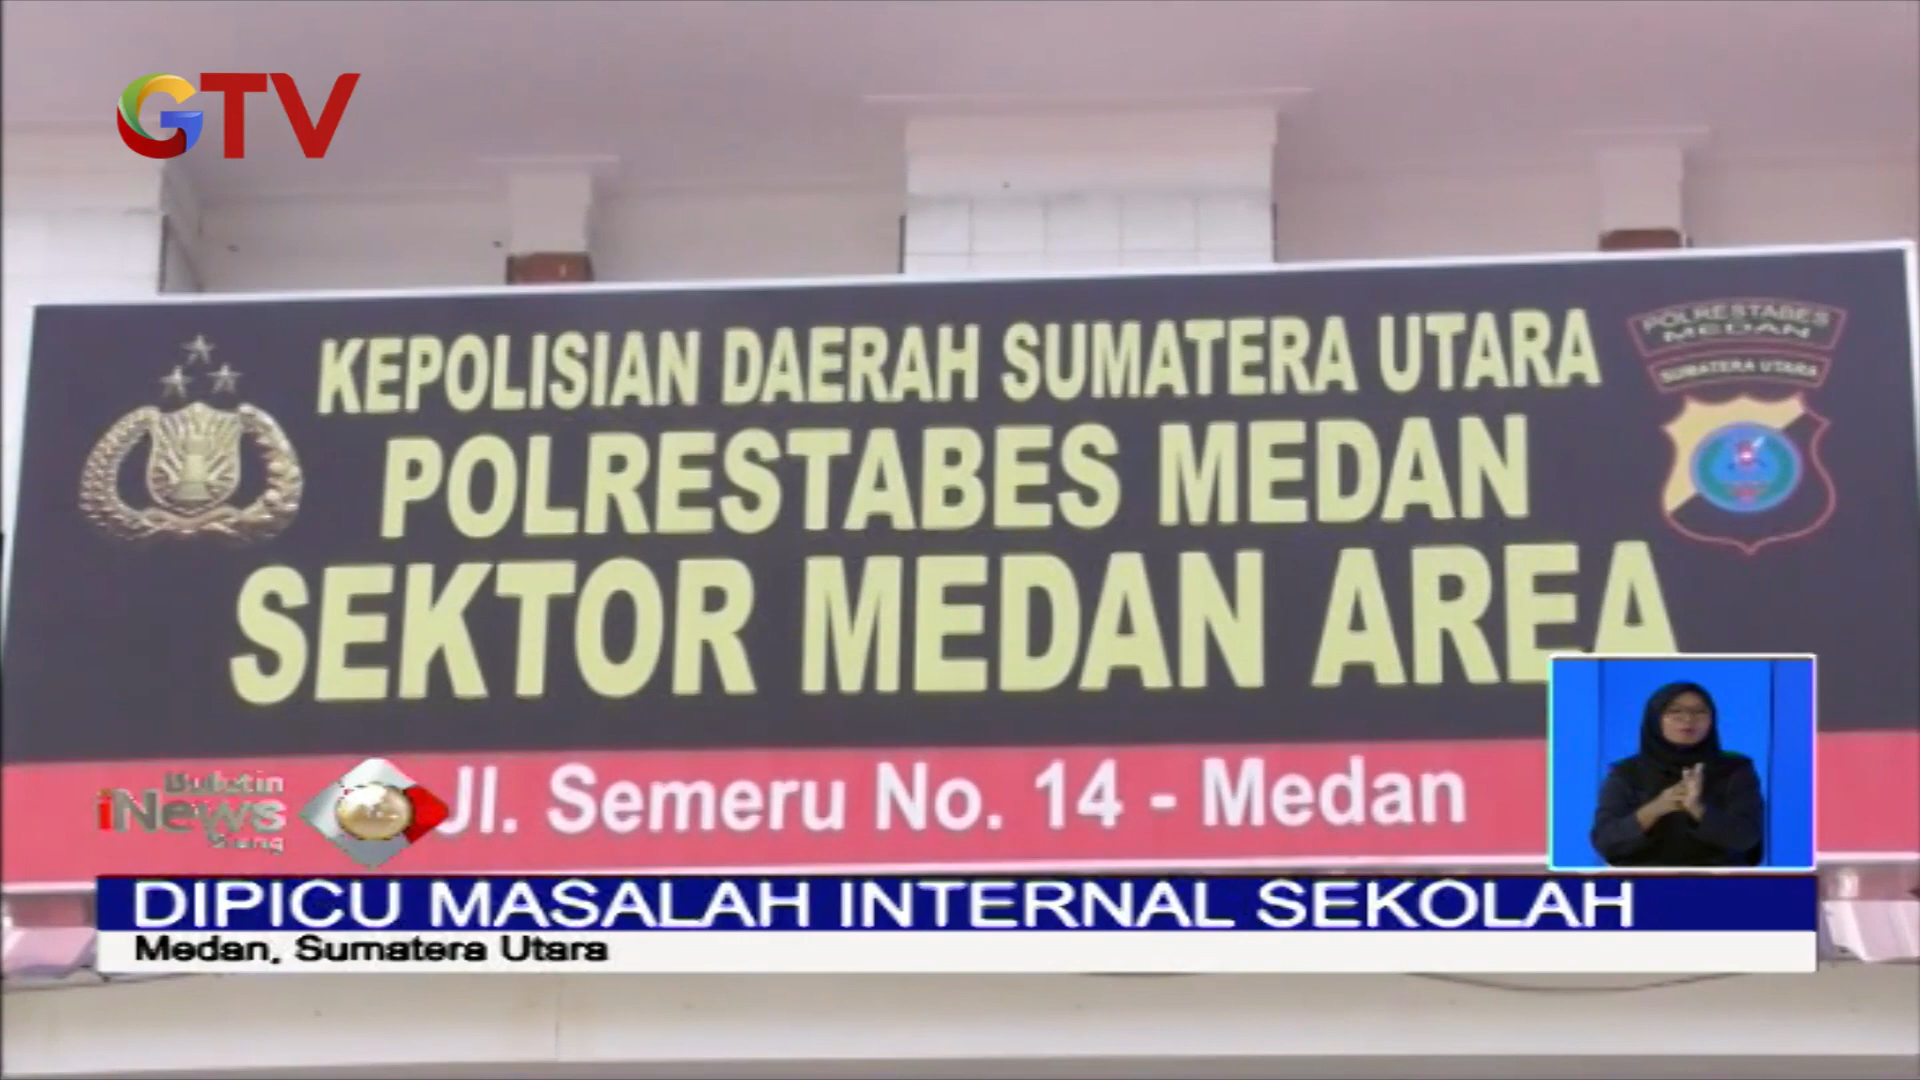 GTV
KEPOLISIAN DAERAH SUMATERA UTARA
POLRESTABES MEDAN
SEKTOR MEDAN AREA
POLRESTABES
MEDAN
SUMATERA UTARA
Jl. Semeru No. 14 - Medan
Buletin
iNews
Siang
DIPICU MASALAH INTERNAL SEKOLAH
Medan, Sumatera Utara